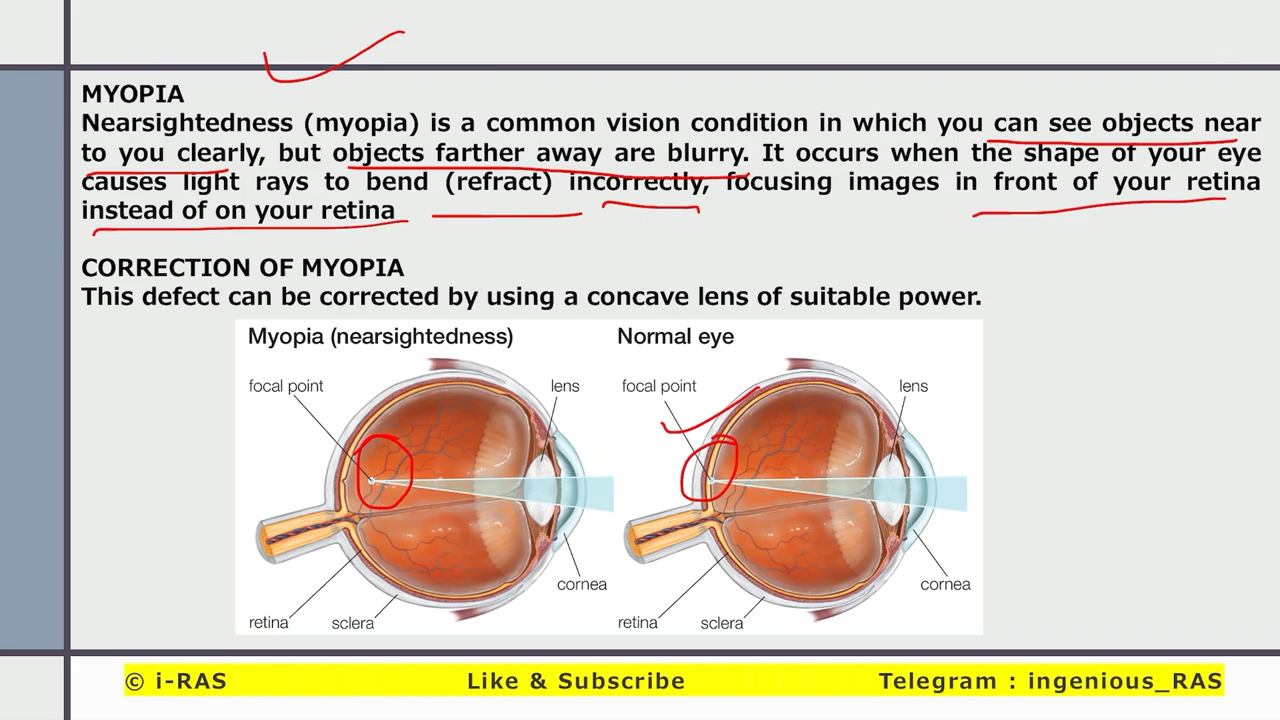 MYOPIA
Nearsightedness (myopia) is a common vision condition in which you can see objects near
to you clearly, but objects farther away are blurry. It occurs when the shape of your eye
causes light rays to bend (refract) incorrectly, focusing images in front of your retina
instead of on your retina
CORRECTION OF MYOPIA
This defect can be corrected by using a concave lens of suitable power.
Myopia (nearsightedness)
focal point
lens
cornea
retina
sclera
Normal eye
focal point
lens
cornea
retina
sclera
© i-RAS
Like & Subscribe
Telegram : ingenious_RAS